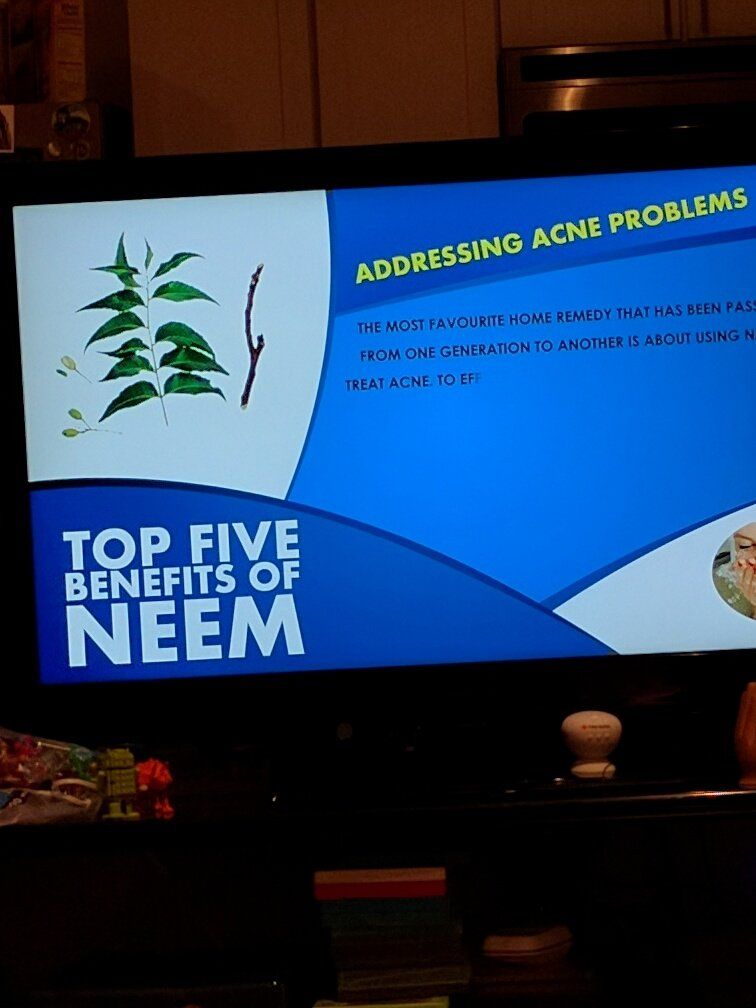 ADDRESSING ACNE PROBLEMS
THE MOST FAVOURITE HOME REMEDY THAT HAS BEEN
FROM ONE GENERATION TO ANOTHER IS ABOUT USING
TREAT ACNE. TO EFF
TOP FIVE
BENEFITS OF
NEEM